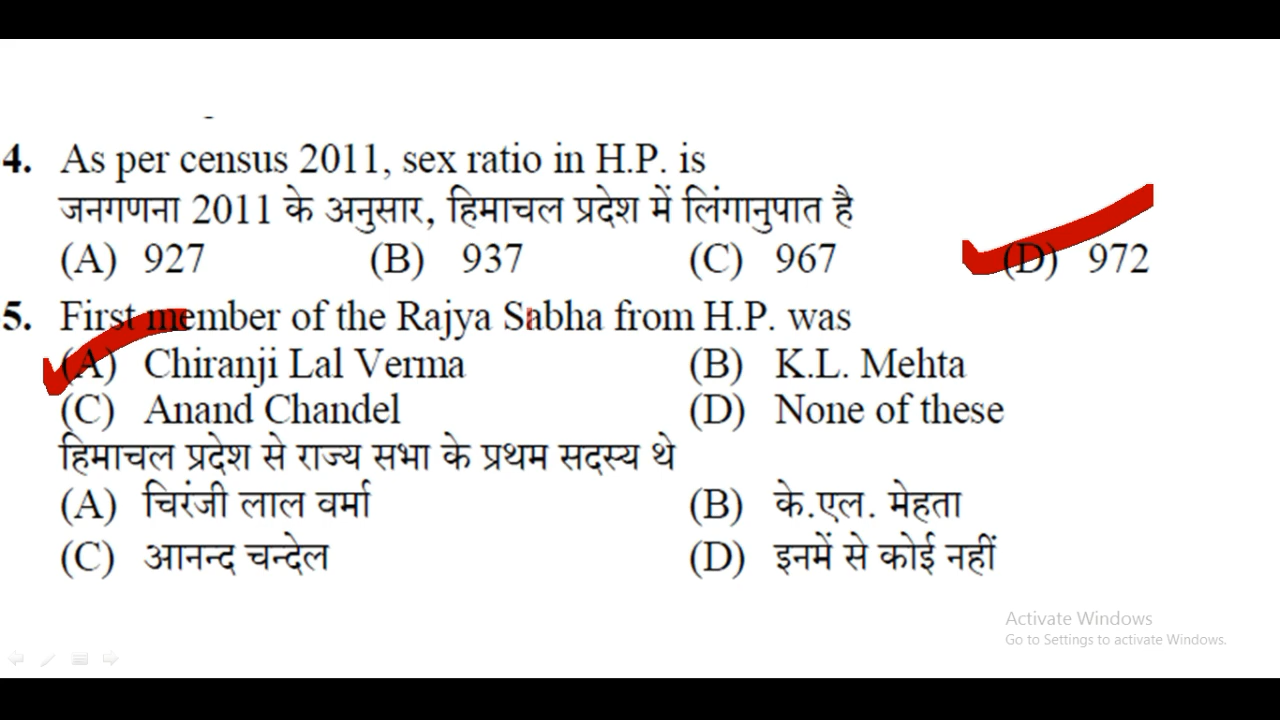 4. As per census 2011, sex ratio in H.P. is
जनगणना 2011 के अनुसार, हिमाचल प्रदेश में लिंगानुपात है
(A) 927 (B) 937 (C) 967 (D) 972
5. First member of the Rajya Sabha from H.P. was
(A) Chiranji Lal Verma (B) K.L. Mehta
(C) Anand Chandel (D) None of these
हिमाचल प्रदेश से राज्य सभा के प्रथम सदस्य थे
(A) चिरंजी लाल वर्मा (B) के.एल. मेहता
(C) आनन्द चन्देल (D) इनमें से कोई नहीं
Activate Windows
Go to Settings to activate Windows.